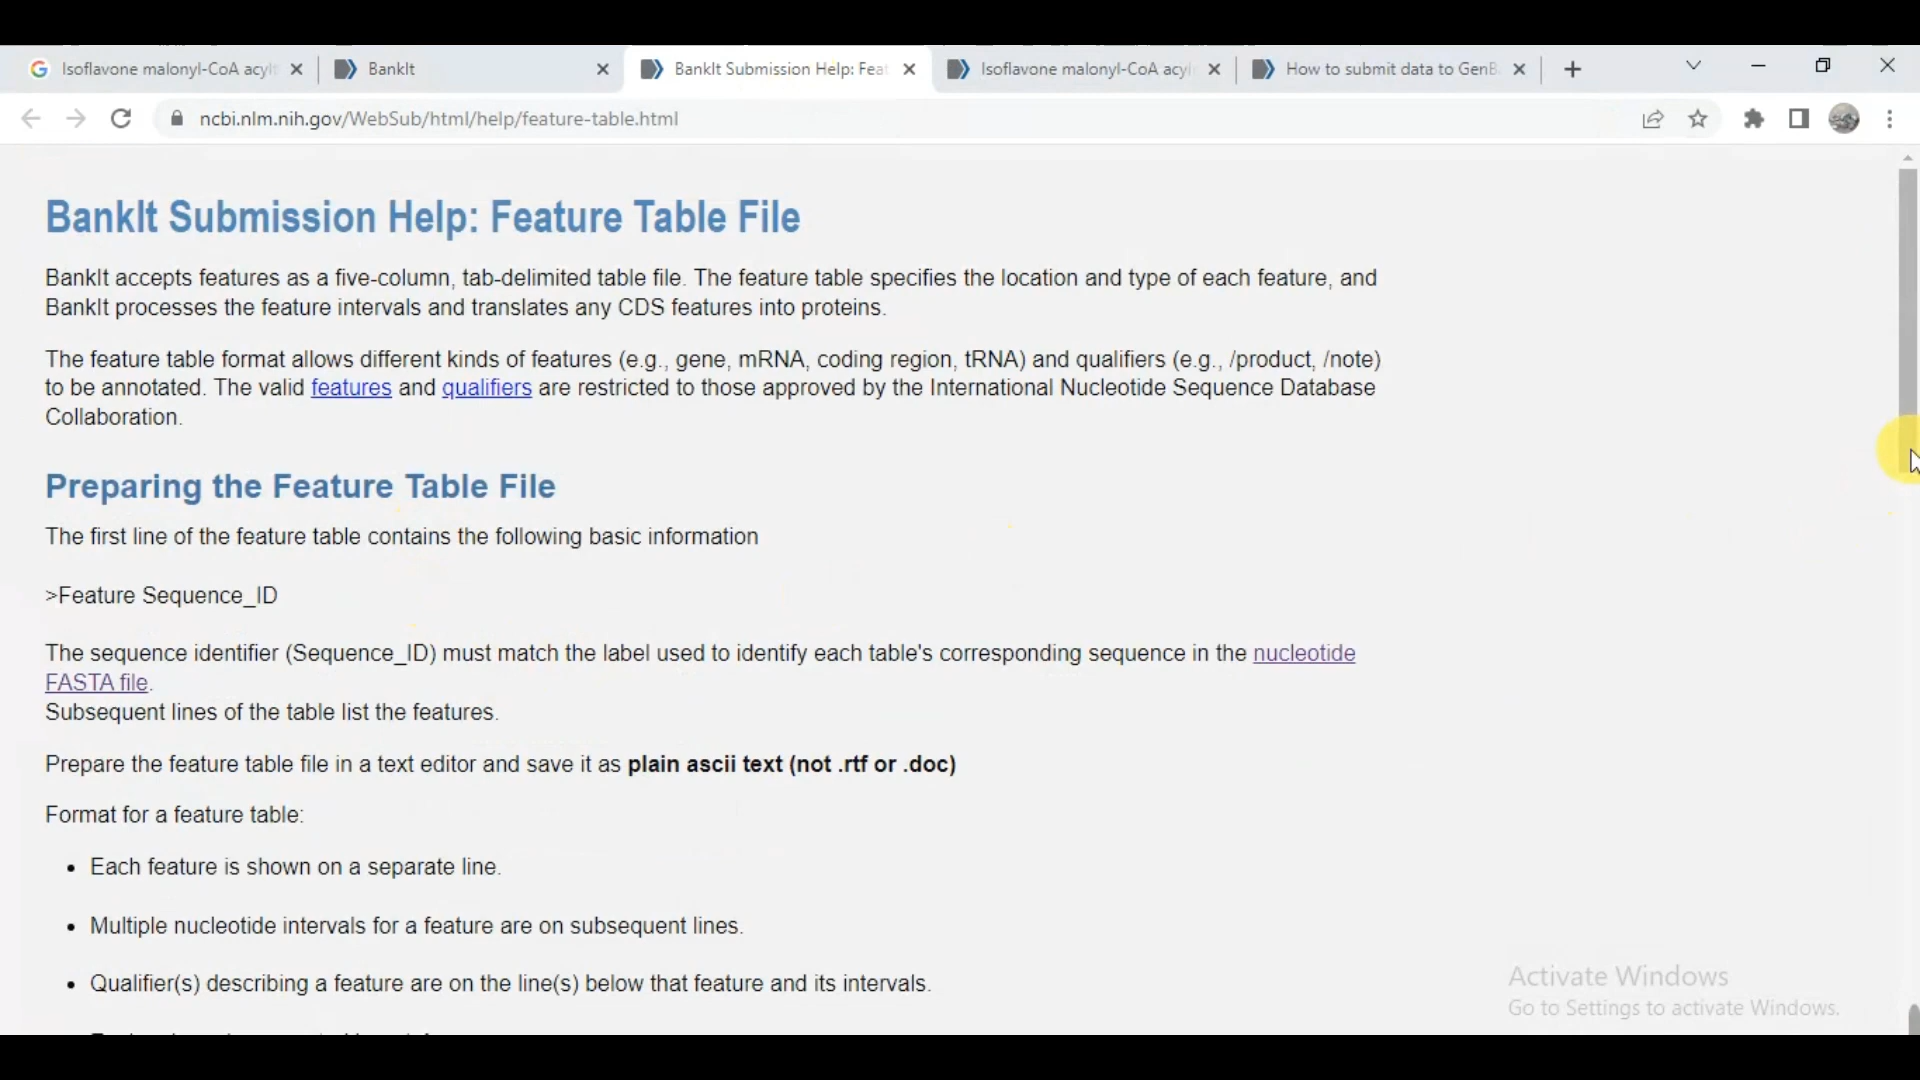 Isoflavone malonyl-CoA acylt
BankIt
BankIt Submission Help: Feat
Isoflavone malonyl-CoA acyl
How to submit data to GenB
ncbi.nlm.nih.gov/WebSub/html/help/feature-table.html
BankIt Submission Help: Feature Table File
BankIt accepts features as a five-column, tab-delimited table file. The feature table specifies the location and type of each feature, and
BankIt processes the feature intervals and translates any CDS features into proteins.
The feature table format allows different kinds of features (e.g., gene, mRNA, coding region, tRNA) and qualifiers (e.g., /product, /note)
to be annotated. The valid features and qualifiers are restricted to those approved by the International Nucleotide Sequence Database
Collaboration.
Preparing the Feature Table File
The first line of the feature table contains the following basic information
>Feature Sequence_ID
The sequence identifier (Sequence_ID) must match the label used to identify each table's corresponding sequence in the nucleotide
FASTA file.
Subsequent lines of the table list the features.
Prepare the feature table file in a text editor and save it as plain ascii text (not .rtf or .doc)
Format for a feature table:
• Each feature is shown on a separate line.
• Multiple nucleotide intervals for a feature are on subsequent lines.
• Qualifier(s) describing a feature are on the line(s) below that feature and its intervals.
Activate Windows
Go to Settings to activate Windows.